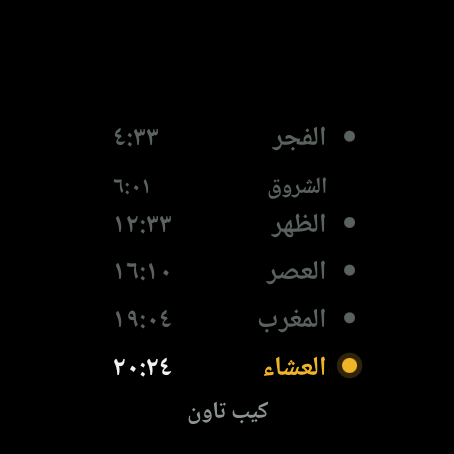 الفجر ٤:٣٣
الشروق ٦:٠١
الظهر ١٢:٣٣
العصر ١٦:١٠
المغرب ١٩:٠٤
العشاء ٢٠:٢٤
كيب تاون